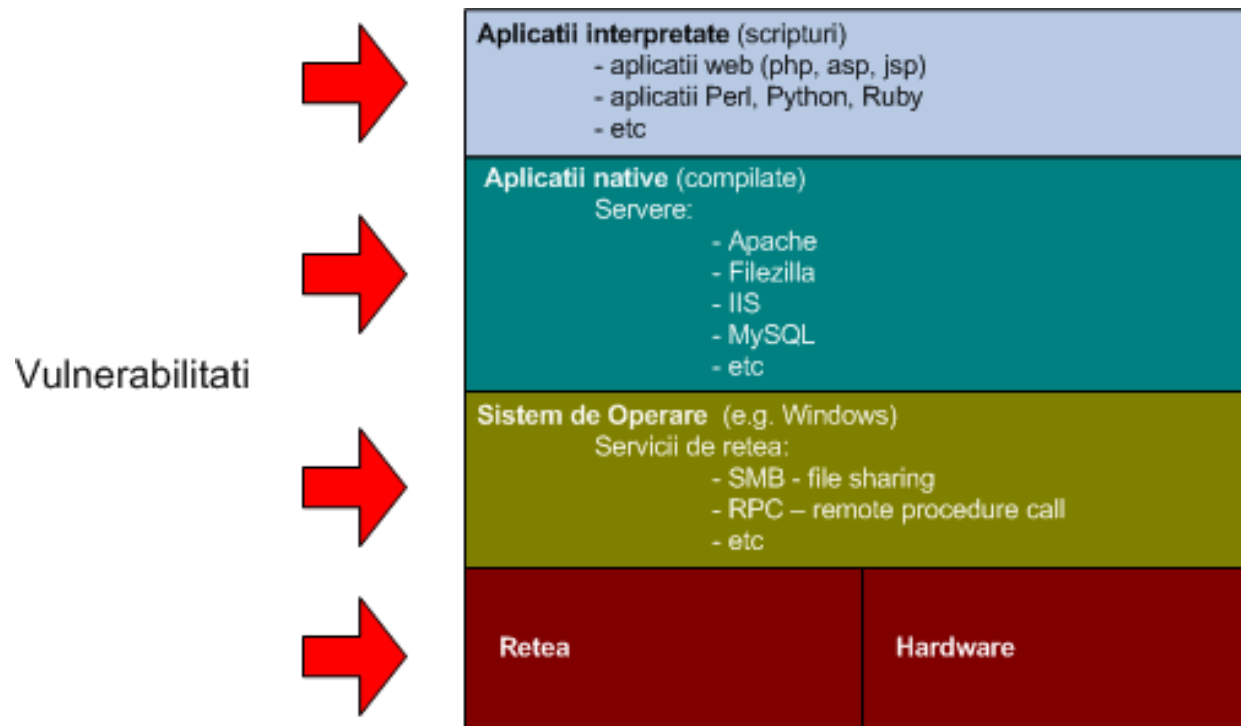 Aplicatii interpretate (scripturi)
- aplicatii web (php, asp, jsp)
- aplicatii Perl, Python, Ruby
- etc
Aplicatii native (compilate)
Servere:
- Apache
- Filezilla
- IIS
- MySQL
- etc
Vulnerabilitati
Sistem de Operare (e.g. Windows)
Servicii de retea:
- SMB - file sharing
- RPC – remote procedure call
- etc
Retea
Hardware